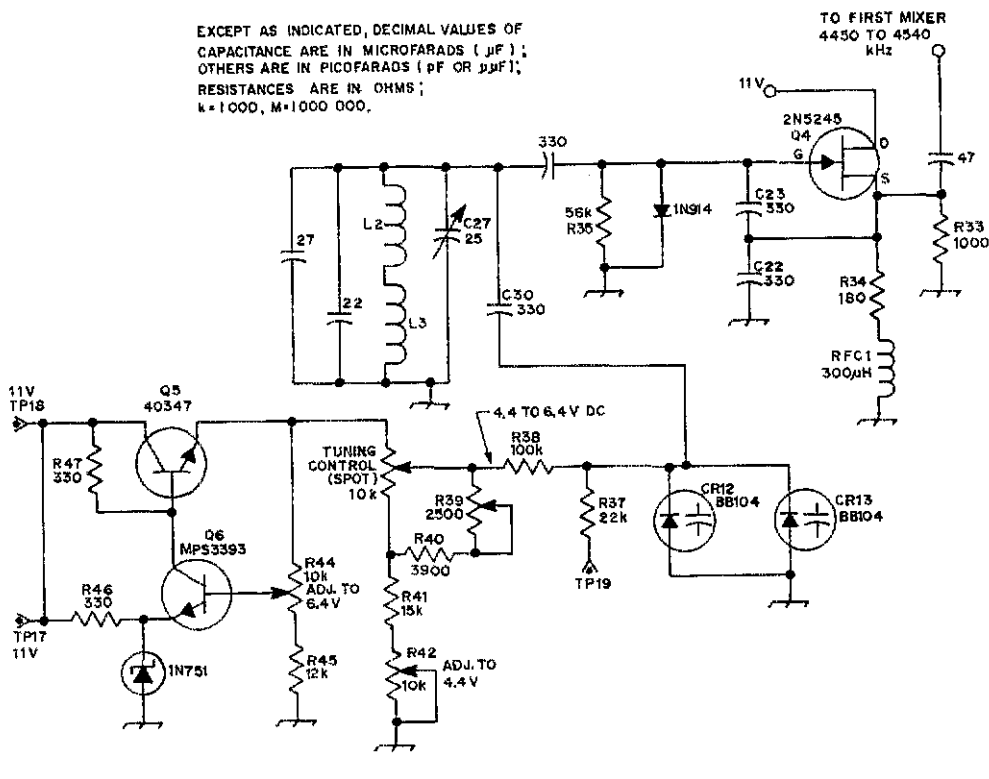 EXCEPT AS INDICATED, DECIMAL VALUES OF
CAPACITANCE ARE IN MICROFARADS ( µF ) ;
OTHERS ARE IN PICOFARADS ( pF OR µµF);
RESISTANCES ARE IN OHMS ;
k=1000, M=1000 000.
TO FIRST MIXER
4450 TO 4540
kHz
11V
2N5245
Q4
D
G
S
47
330
56k
R35
1N914
C23
330
C22
330
R33
1000
R34
180
RFC1
300µH
27
22
L2
L3
C27
25
C30
330
11V
TP18
Q5
40347
R47
330
Q6
MPS3393
R46
330
TP17
11V
1N751
R44
10k
ADJ. TO
6.4V
R45
12k
TUNING
CONTROL
(SPOT)
10k
4.4 TO 6.4V DC
R38
100k
R39
2500
R40
3900
R41
15k
R42
10k
ADJ. TO
4.4V
R37
22k
TP19
CR12
BB104
CR13
BB104